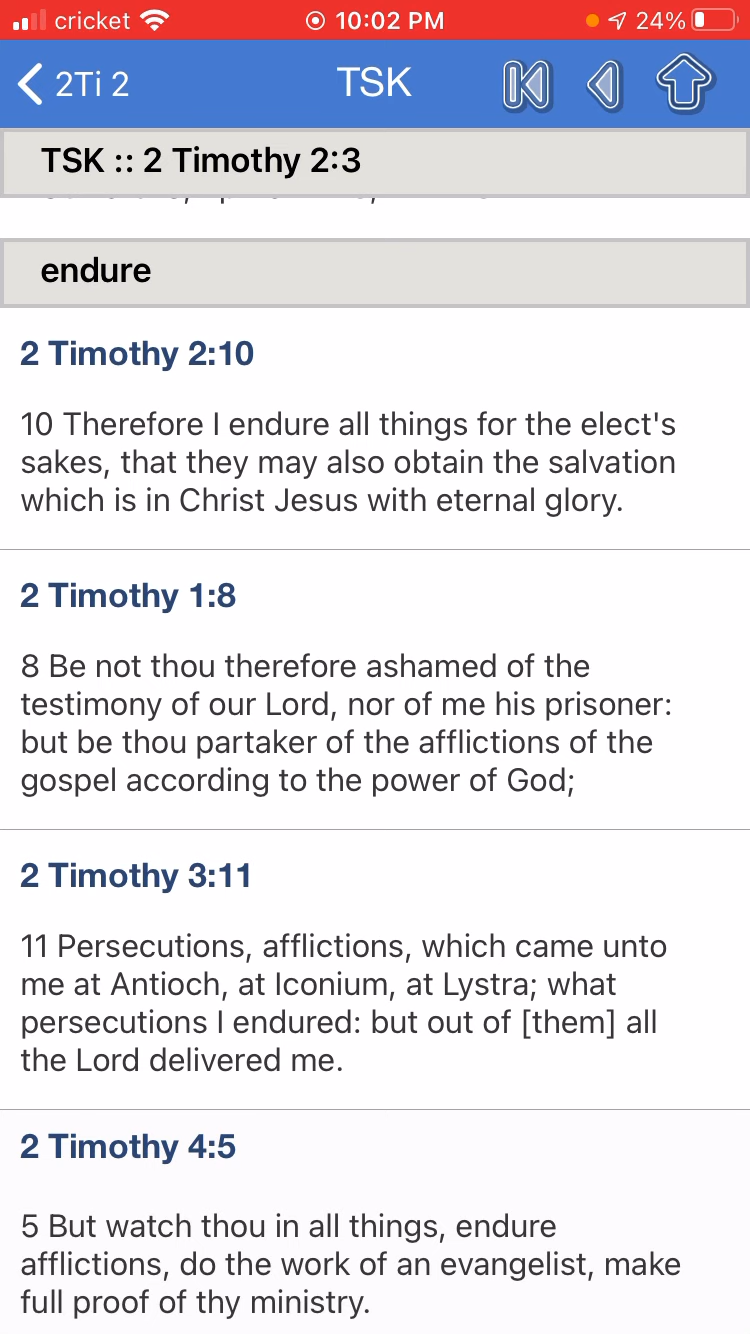 cricket 10:02 PM 24%
2Ti 2 TSK
TSK :: 2 Timothy 2:3
endure
2 Timothy 2:10
10 Therefore I endure all things for the elect's
sakes, that they may also obtain the salvation
which is in Christ Jesus with eternal glory.
2 Timothy 1:8
8 Be not thou therefore ashamed of the
testimony of our Lord, nor of me his prisoner:
but be thou partaker of the afflictions of the
gospel according to the power of God;
2 Timothy 3:11
11 Persecutions, afflictions, which came unto
me at Antioch, at Iconium, at Lystra; what
persecutions I endured: but out of [them] all
the Lord delivered me.
2 Timothy 4:5
5 But watch thou in all things, endure
afflictions, do the work of an evangelist, make
full proof of thy ministry.